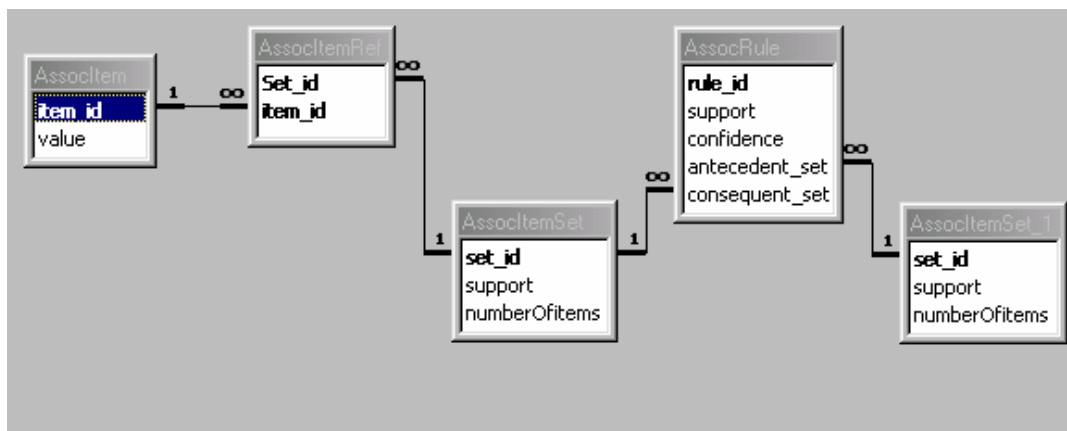 AssocItem
item_id
value
1
∞
AssocItemRef
Set_id
item_id
∞
1
AssocItemSet
set_id
support
numberOfitems
1
∞
AssocRule
rule_id
support
confidence
antecedent_set
consequent_set
∞
1
AssocItemSet_1
set_id
support
numberOfitems